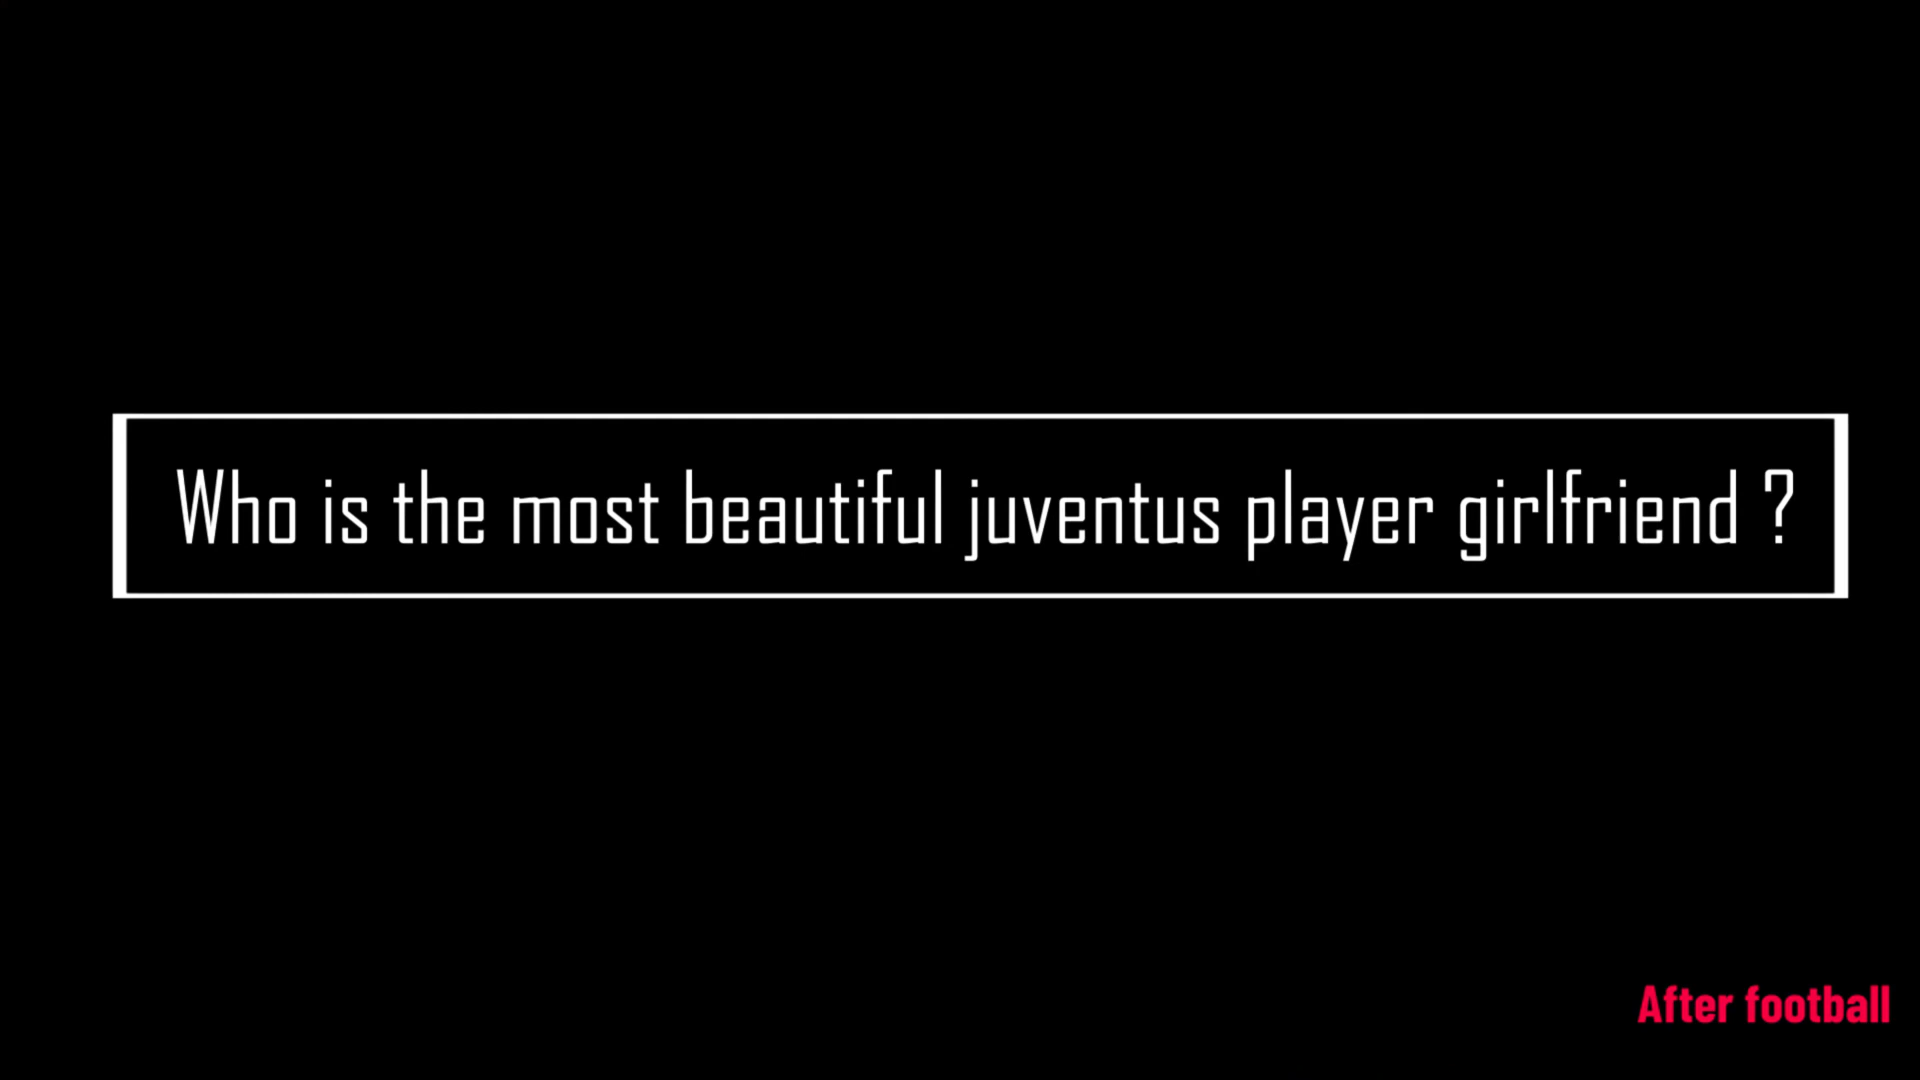 Who is the most beautiful juventus player girlfriend ?
After football